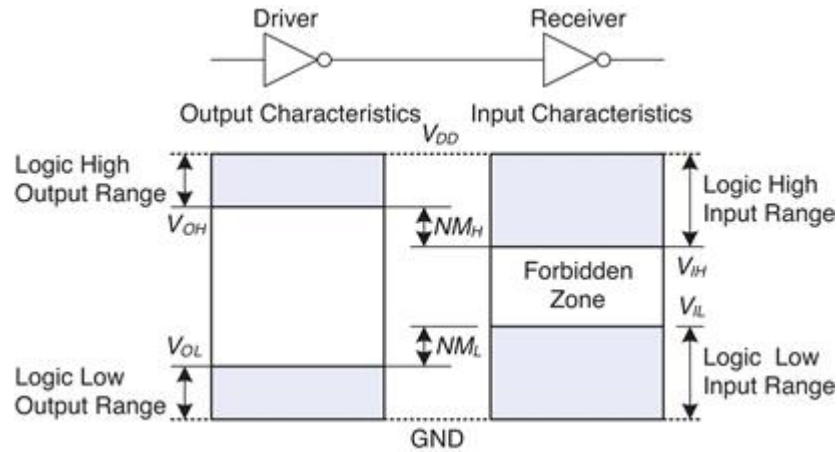 Driver
Receiver
Output Characteristics
Input Characteristics
VDD
Logic High
Output Range
Logic High
Input Range
VOH
NMH
Forbidden
Zone
VIH
VIL
VOL
NML
Logic Low
Output Range
Logic Low
Input Range
GND